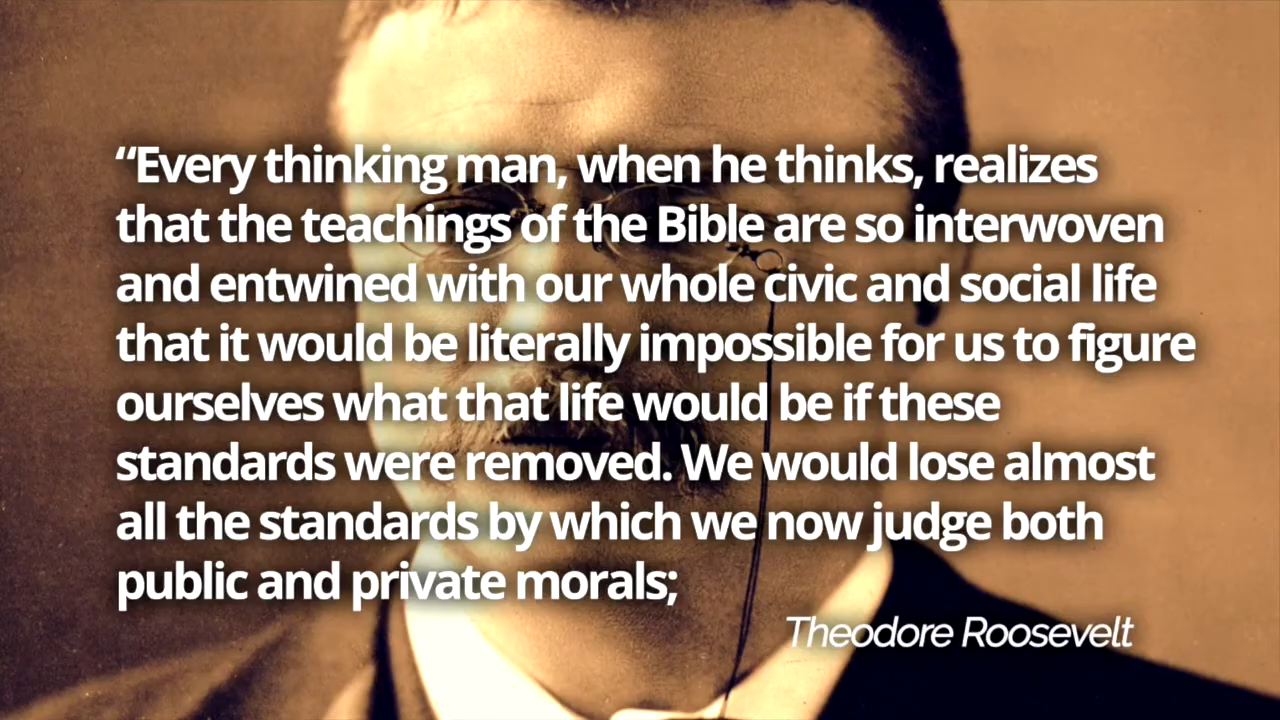 “Every thinking man, when he thinks, realizes
that the teachings of the Bible are so interwoven
and entwined with our whole civic and social life
that it would be literally impossible for us to figure
ourselves what that life would be if these
standards were removed. We would lose almost
all the standards by which we now judge both
public and private morals;
Theodore Roosevelt